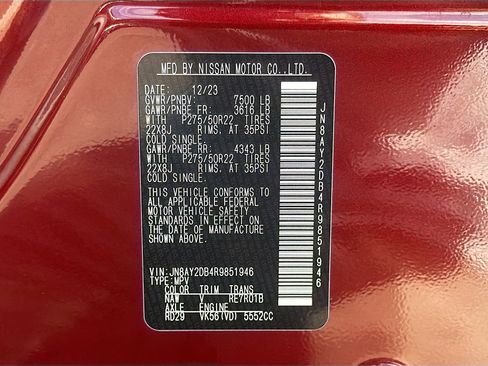 MFD BY NISSAN MOTOR CO.,LTD.
DATE: 12/23
GVWR/PNBV: 7500 LB
GAWR/PNBE FR: 3616 LB
WITH P275/50R22 TIRES
22X8J RIMS, AT 35PSI
COLD SINGLE.
GAWR/PNBE RR: 4343 LB
WITH P275/50R22 TIRES
22X8J RIMS, AT 35PSI
COLD SINGLE.
THIS VEHICLE CONFORMS TO
ALL APPLICABLE FEDERAL
MOTOR VEHICLE SAFETY
STANDARDS IN EFFECT ON
THE DATE OF MANUFACTURE
SHOWN ABOVE.
VIN: JN8AY2DB4R9851946
TYPE: MPV
COLOR TRIM TRANS
NAW V RE7R01B
AXLE ENGINE
RD29 VK56(VD) 5552CC
JN8AY2DB4R9851946